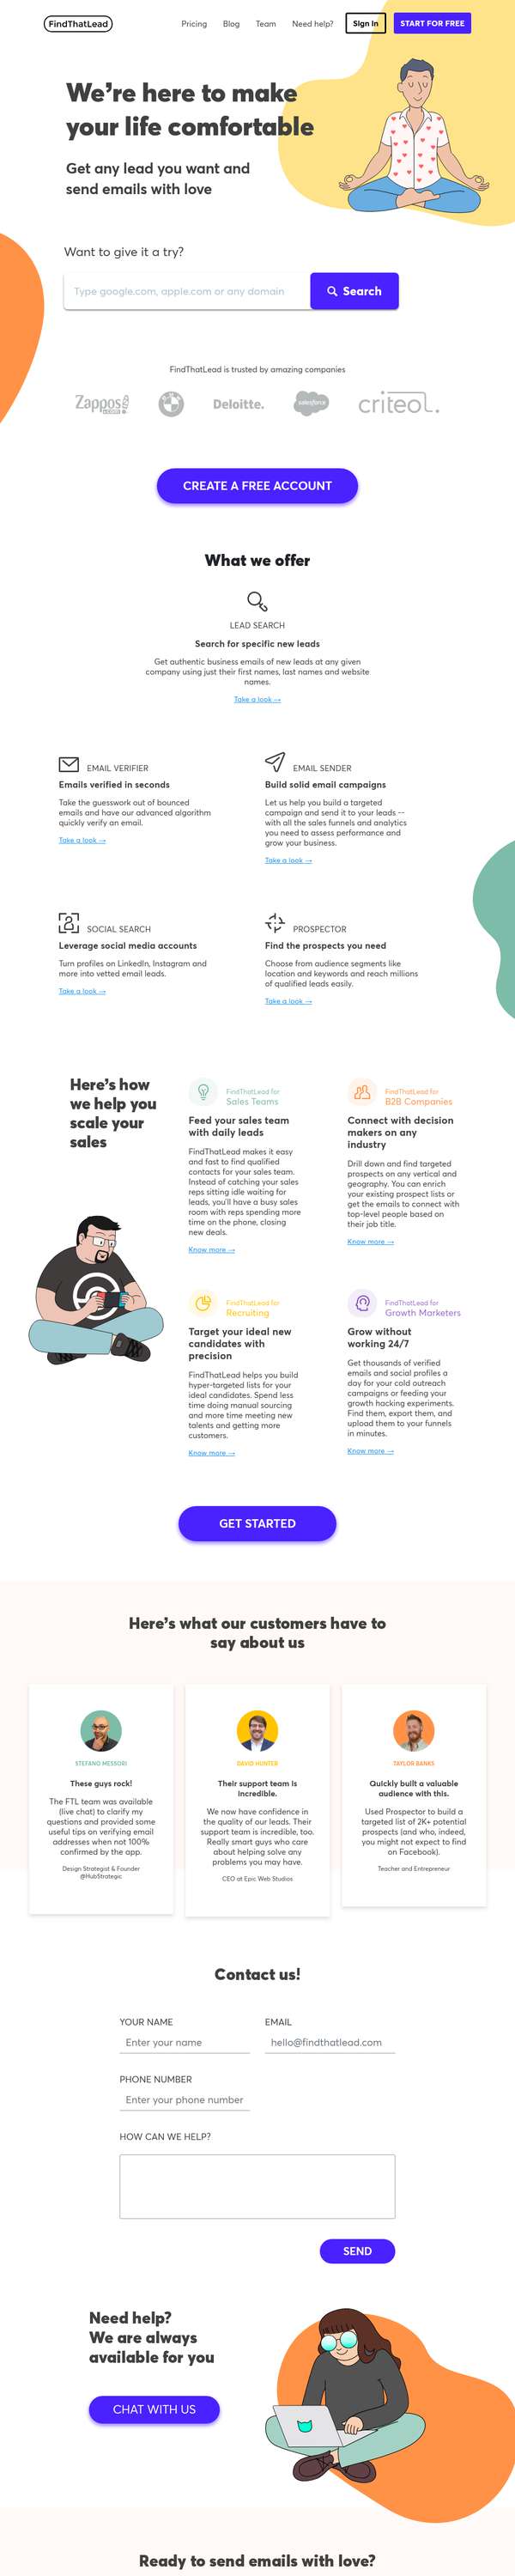 FindThatLead
Pricing
Blog
Team
Need help?
Sign In
START FOR FREE
We're here to make
your life comfortable
Get any lead you want and
send emails with love
Want to give it a try?
Type google.com, apple.com or any domain
Search
FindThatLead is trusted by amazing companies
Zappos
Deloitte.
salesforce
criteol.
CREATE A FREE ACCOUNT
What we offer
LEAD SEARCH
Search for specific new leads
Get authentic business emails of new leads at any given
company using just their first names, last names and website
names.
Take a look →
EMAIL VERIFIER
Emails verified in seconds
Take the guesswork out of bounced
emails and have our advanced algorithm
quickly verify an email.
Take a look →
EMAIL SENDER
Build solid email campaigns
Let us help you build a targeted
campaign and send it to your leads --
with all the sales funnels and analytics
you need to assess performance and
grow your business.
Take a look →
SOCIAL SEARCH
Leverage social media accounts
Turn profiles on LinkedIn, Instagram and
more into vetted email leads.
Take a look →
PROSPECTOR
Find the prospects you need
Choose from audience segments like
location and keywords and reach millions
of qualified leads easily.
Take a look →
Here's how
we help you
scale your
sales
FindThatLead for
Sales Teams
Feed your sales team
with daily leads
FindThatLead makes it easy
and fast to find qualified
contacts for your sales team.
Instead of catching your sales
reps sitting idle waiting for
leads, you'll have a busy sales
room with reps spending more
time on the phone, closing
new deals.
Know more →
FindThatLead for
B2B Companies
Connect with decision
makers on any
industry
Drill down and find targeted
prospects on any vertical and
geography. You can enrich
your existing prospect lists or
get the emails to connect with
top-level people based on
their job title.
Know more →
FindThatLead for
Recruiting
Target your ideal new
candidates with
precision
FindThatLead helps you build
hyper-targeted lists for your
ideal candidates. Spend less
time doing manual sourcing
and more time meeting new
talents and getting more
customers.
Know more →
FindThatLead for
Growth Marketers
Grow without
working 24/7
Get thousands of verified
emails and social profiles a
day for your cold outreach
campaigns or feeding your
growth hacking experiments.
Find them, export them, and
upload them to your funnels
in minutes.
Know more →
GET STARTED
Here's what our customers have to
say about us
STEFANO MESSORI
These guys rock!
The FTL team was available
(live chat) to clarify my
questions and provided some
useful tips on verifying email
addresses when not 100%
confirmed by the app.
Design Strategist & Founder
@HubStrategic
DAVID HUNTER
Their support team is
incredible.
We now have confidence in
the quality of our leads. Their
support team is incredible, too.
Really smart guys who care
about helping solve any
problems you may have.
CEO at Epic Web Studios
TAYLOR BANKS
Quickly built a valuable
audience with this.
Used Prospector to build a
targeted list of 2K+ potential
prospects (and who, indeed,
you might not expect to find
on Facebook).
Teacher and Entrepreneur
Contact us!
YOUR NAME
Enter your name
EMAIL
hello@findthatlead.com
PHONE NUMBER
Enter your phone number
HOW CAN WE HELP?
SEND
Need help?
We are always
available for you
CHAT WITH US
Ready to send emails with love?